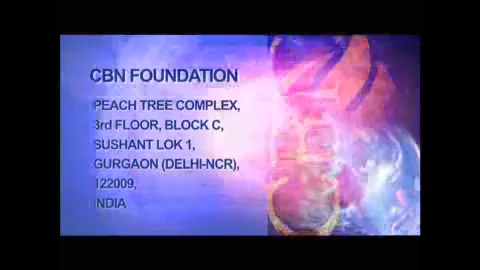 CBN FOUNDATION
PEACH TREE COMPLEX,
3rd FLOOR, BLOCK C,
SUSHANT LOK 1,
GURGAON (DELHI-NCR),
122009,
INDIA